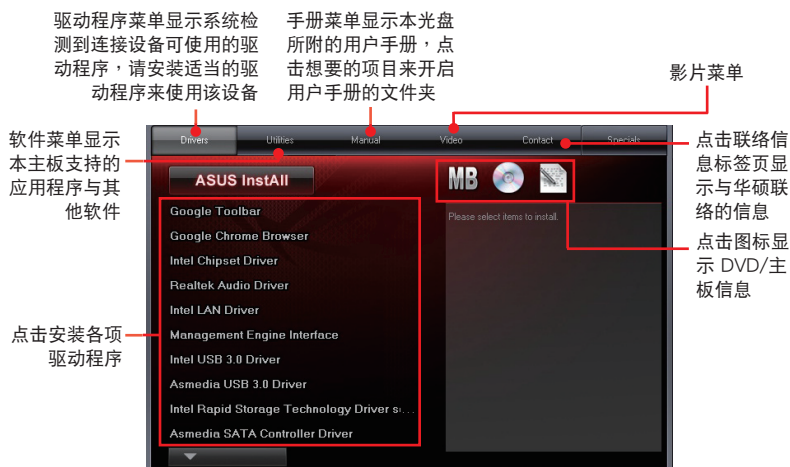 驱动程序菜单显示系统检
测到连接设备可使用的驱
动程序，请安装适当的驱
动程序来使用该设备
手册菜单显示本光盘
所附的用户手册，点
击想要的项目来开启
用户手册的文件夹
影片菜单
软件菜单显示
本主板支持的
应用程序与其
他软件
Drivers
Utilities
Manual
Video
Contact
Specials
点击联络信
息标签页显
示与华硕联
络的信息
ASUS InstAll
MB
Google Toolbar
Please select items to install.
Google Chrome Browser
点击图标显
示 DVD/主
板信息
Intel Chipset Driver
Realtek Audio Driver
Intel LAN Driver
点击安装各项
驱动程序
Management Engine Interface
Intel USB 3.0 Driver
Asmedia USB 3.0 Driver
Intel Rapid Storage Technology Driver s...
Asmedia SATA Controller Driver